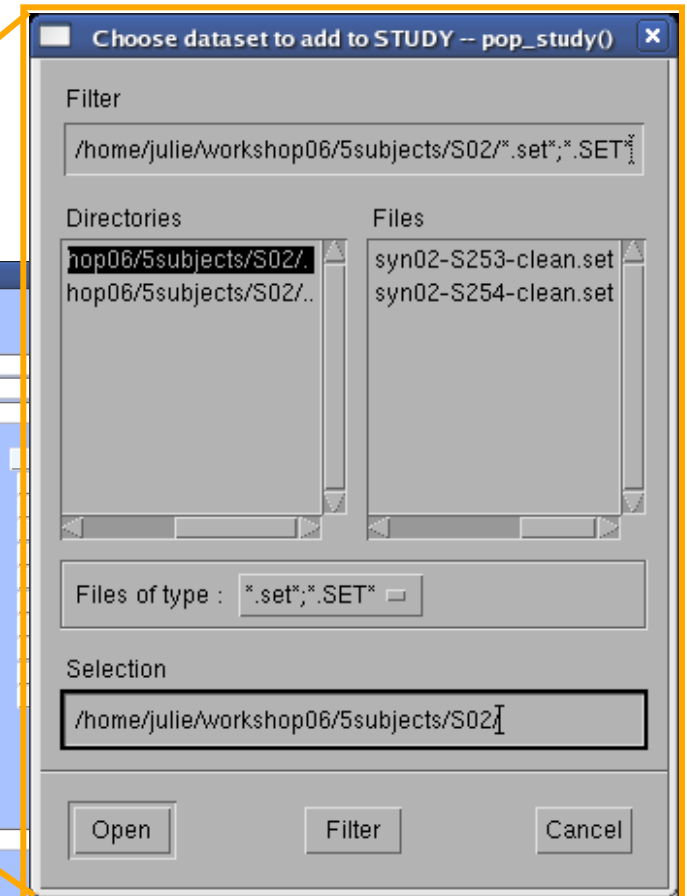 Choose dataset to add to STUDY -- pop_study()
Filter
/home/julie/workshop06/5subjects/S02/*.set*;*.SET*
Directories Files
hop06/5subjects/S02/. syn02-S253-clean.set
hop06/5subjects/S02/.. syn02-S254-clean.set
Files of type : *.set*;*.SET*
Selection
/home/julie/workshop06/5subjects/S02/
Open Filter Cancel